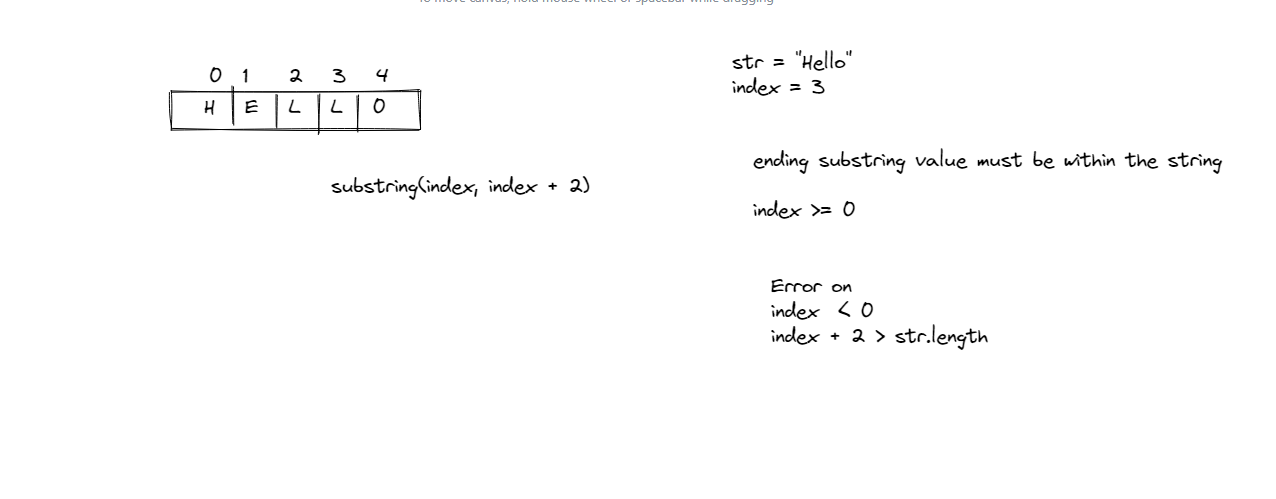 To move canvas, hold mouse wheel or spacebar while dragging
0 1 2 3 4
H E L L O
substring(index, index + 2)
str = "Hello"
index = 3
ending substring value must be within the string
index >= 0
Error on
index < 0
index + 2 > str.length